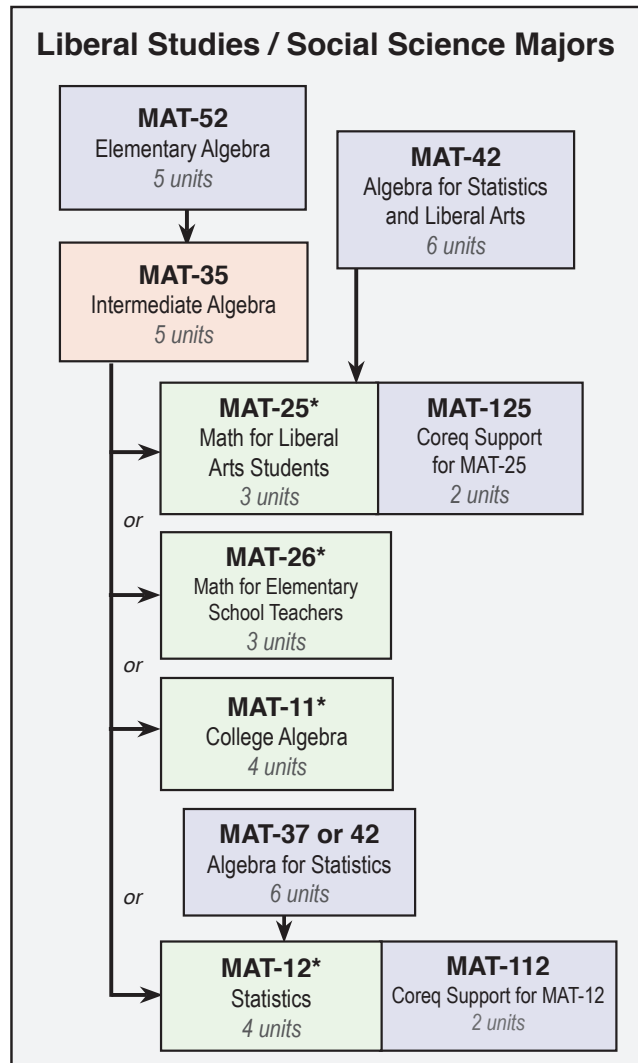 Liberal Studies / Social Science Majors
MAT-52
Elementary Algebra
5 units
MAT-42
Algebra for Statistics
and Liberal Arts
6 units
MAT-35
Intermediate Algebra
5 units
MAT-25*
Math for Liberal
Arts Students
3 units
MAT-125
Coreq Support
for MAT-25
2 units
or
MAT-26*
Math for Elementary
School Teachers
3 units
or
MAT-11*
College Algebra
4 units
MAT-37 or 42
Algebra for Statistics
6 units
or
MAT-12*
Statistics
4 units
MAT-112
Coreq Support for MAT-12
2 units